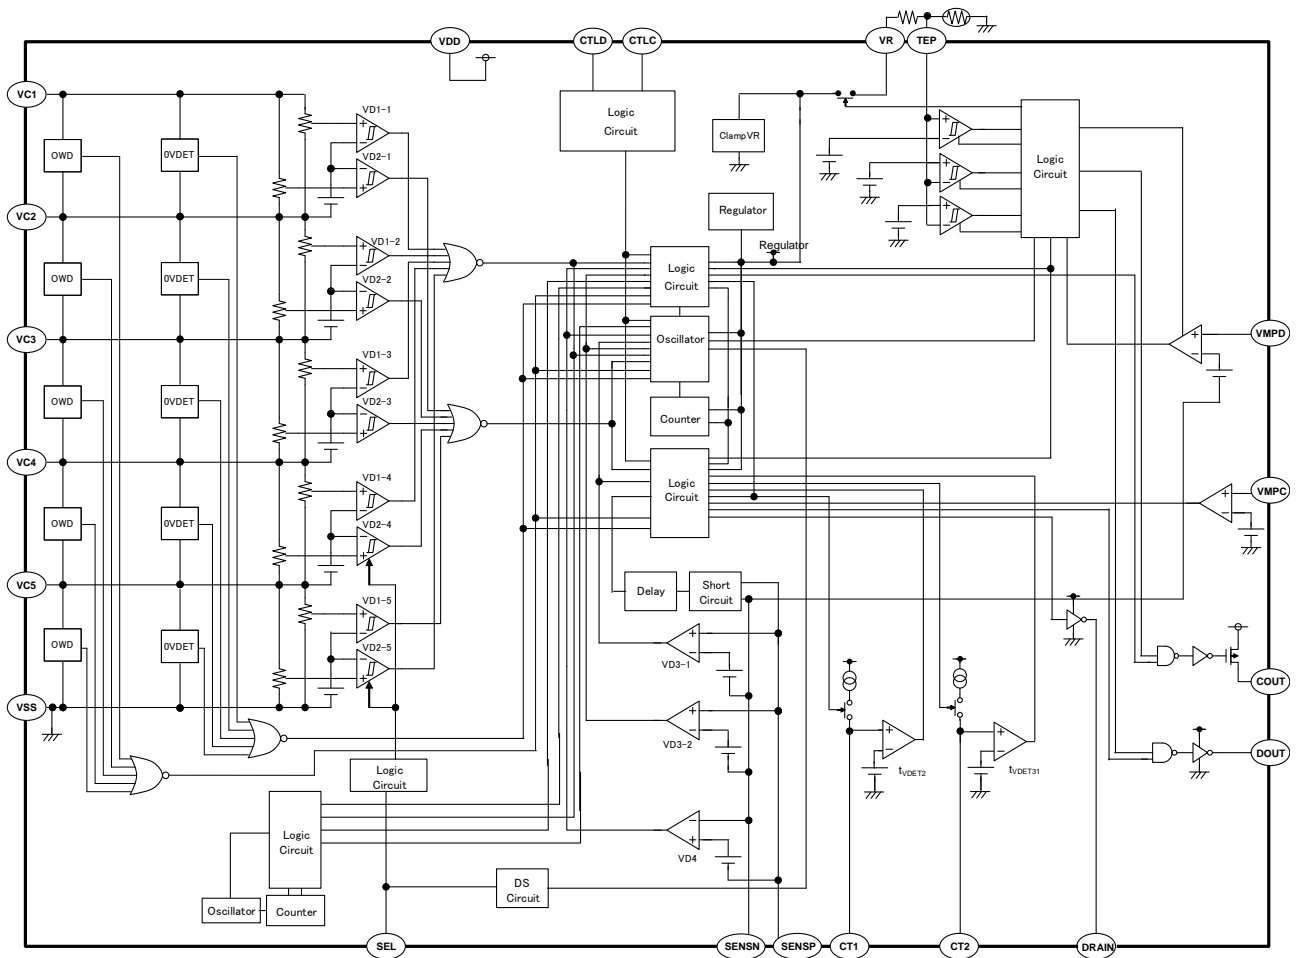 VDD
CTLD
CTLC
VR
TEP
VC1
VD1-1
Logic
Circuit
ClampVR
OWD
0VDET
VD2-1
Logic
Circuit
VC2
Regulator
VD1-2
Regulator
OWD
0VDET
VD2-2
Logic
Circuit
VC3
Oscillator
VMPD
VD1-3
OWD
0VDET
VD2-3
Counter
VC4
VD1-4
Logic
Circuit
VMPC
OWD
0VDET
VD2-4
VC5
Delay
Short
Circuit
VD1-5
OWD
0VDET
VD2-5
VD3-1
COUT
VSS
VD3-2
DOUT
Logic
Circuit
tVDET2
tVDET31
Logic
Circuit
VD4
DS
Circuit
Oscillator
Counter
SEL
SENSN
SENSP
CT1
CT2
DRAIN